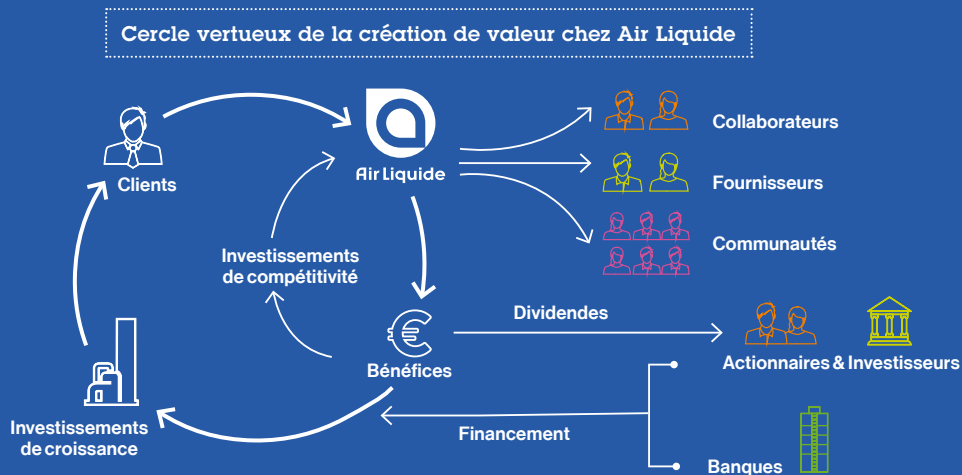 Cercle vertueux de la création de valeur chez Air Liquide
Clients
Air Liquide
Collaborateurs
Fournisseurs
Communautés
Investissements
de compétitivité
Dividendes
Bénéfices
Actionnaires & Investisseurs
Investissements
de croissance
Financement
Banques